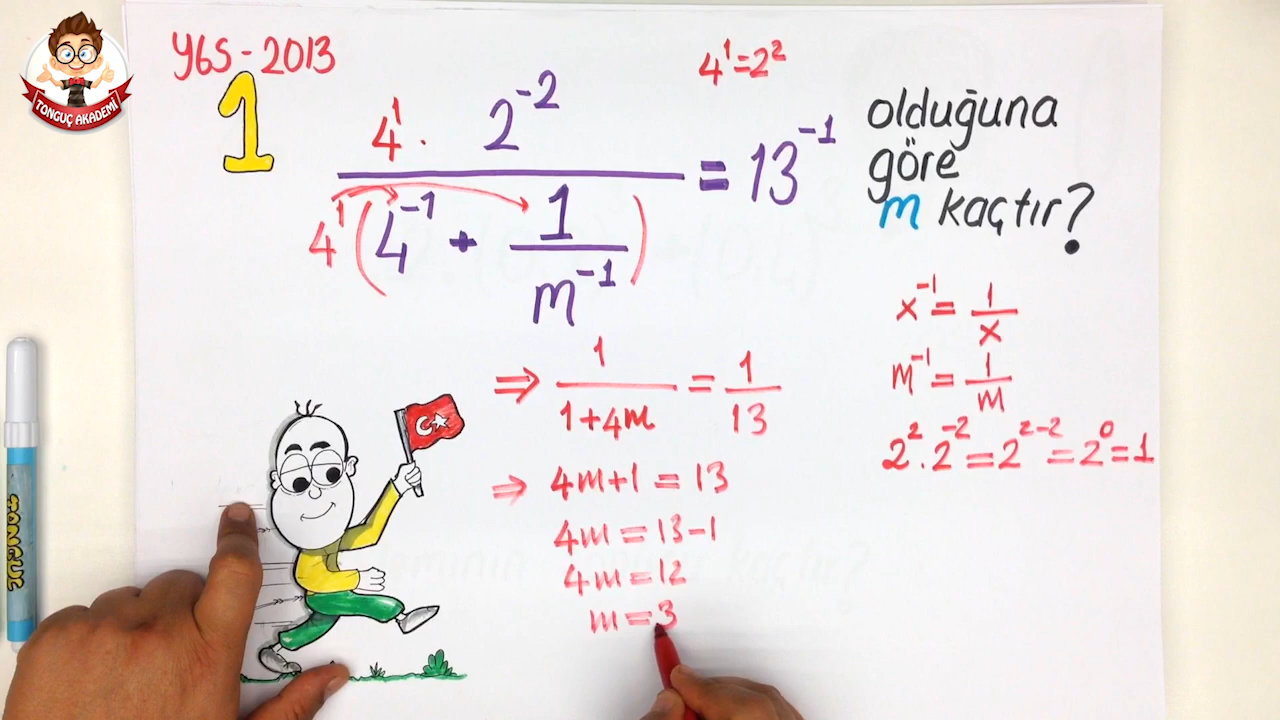 TONGUÇ AKADEMİ
YGS - 2013
1
4¹ · 2⁻² / 4¹(4⁻¹ + 1/m⁻¹) = 13⁻¹
4¹=2²
olduğuna
göre
m kaçtır?
x⁻¹ = 1/x
m⁻¹ = 1/m
2² . 2⁻² = 2²⁻² = 2⁰ = 1
⇒ 1/(1+4m) = 1/13
⇒ 4m+1 = 13
4m = 13-1
4m = 12
m = 3
TONGUÇ